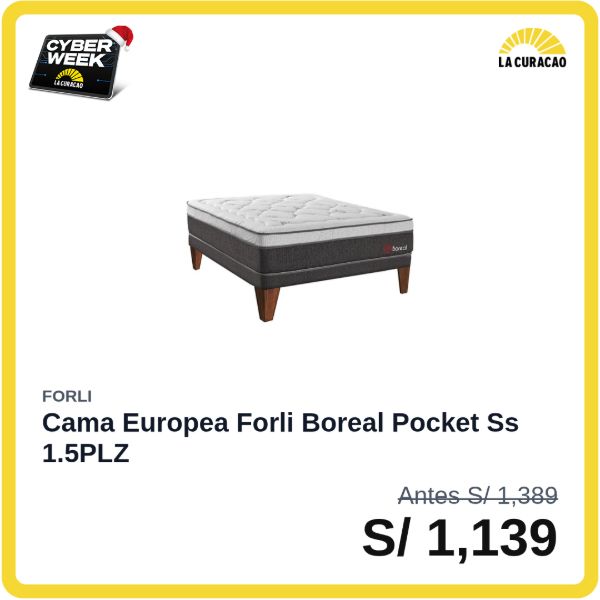 CYBER
WEEK
LA CURACAO
LA CURACAO
Boreal
FORLI
Cama Europea Forli Boreal Pocket Ss
1.5PLZ
Antes S/ 1,389
S/ 1,139